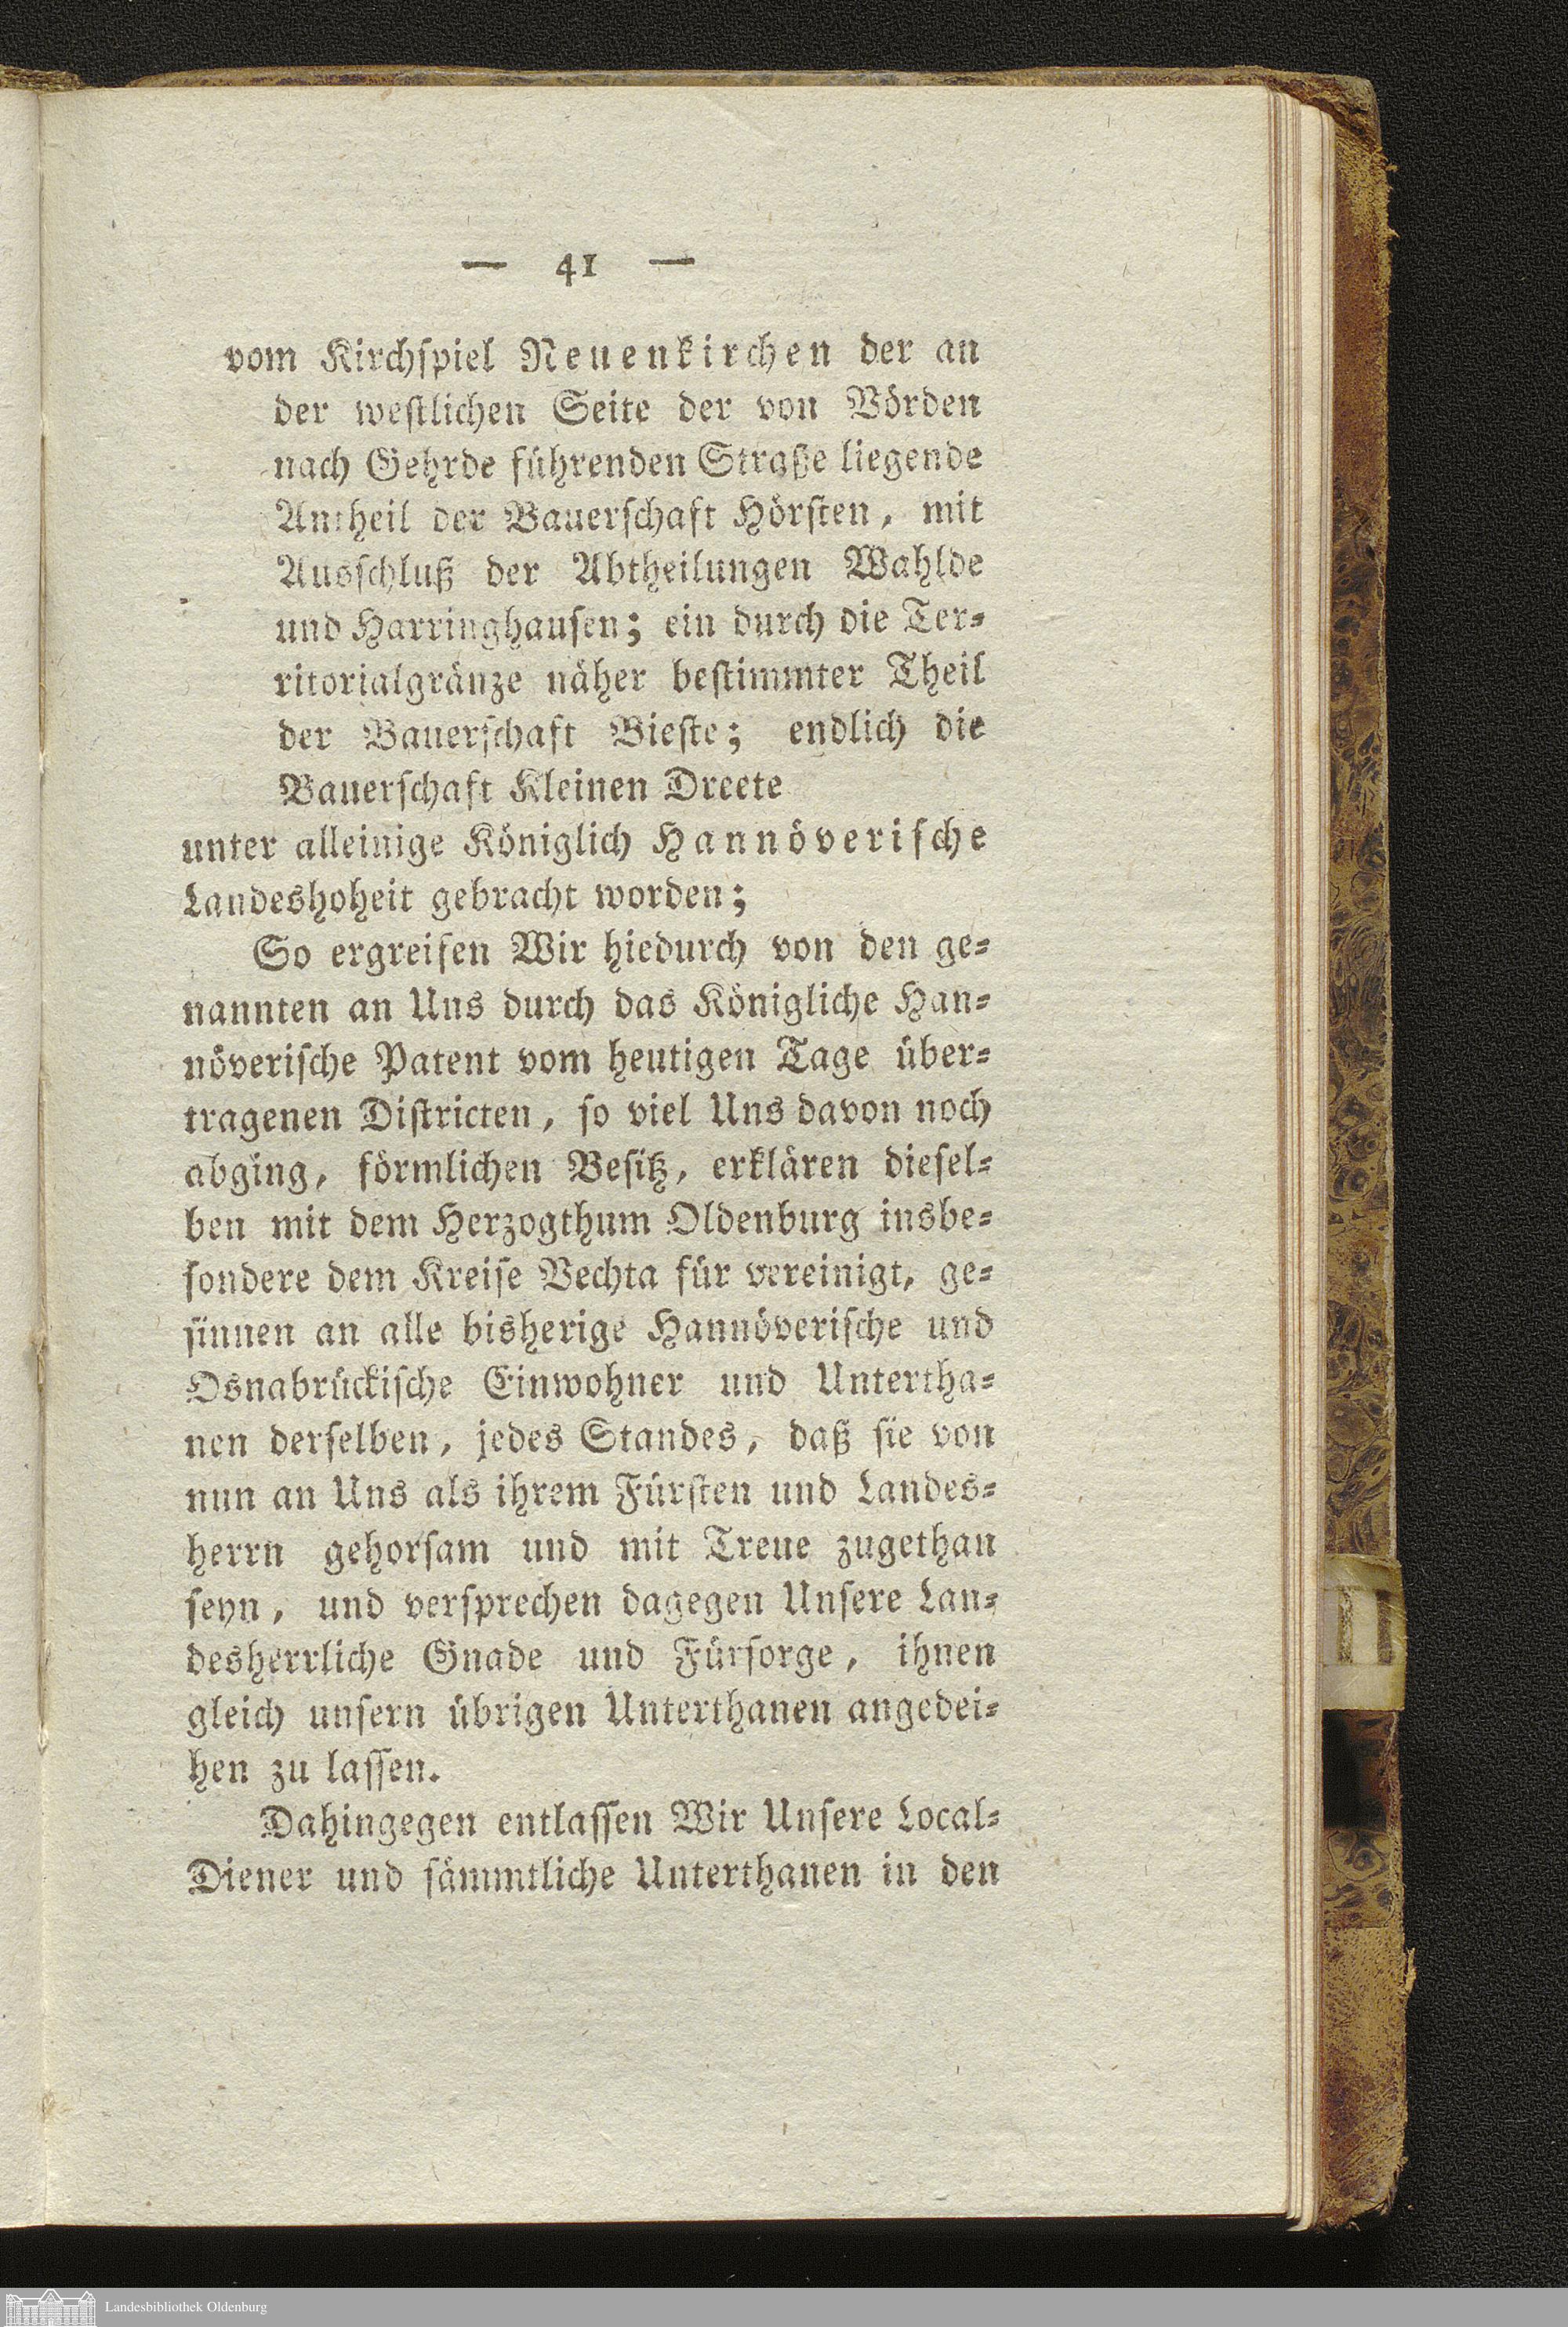 — 41 —
vom Kirchſpiel Neuenkirchen der an
der weſtlichen Seite der von Vörden
nach Gehrde führenden Straße liegende
Antheil der Bauerſchaft Hörſten, mit
Ausſchluß der Abtheilungen Wahlde
und Harringhauſen; ein durch die Ter⸗
ritorialgränze näher beſtimmter Theil
der Bauerſchaft Bieſte; endlich die
Bauerſchaft Kleinen Dreete
unter alleinige Königlich Hannöveriſche
Landeshoheit gebracht worden;
So ergreifen Wir hiedurch von den ge⸗
nannten an Uns durch das Königliche Han⸗
növeriſche Patent vom heutigen Tage über⸗
tragenen Diſtricten, ſo viel Uns davon noch
abging, förmlichen Beſitz, erklären dieſel⸗
ben mit dem Herzogthum Oldenburg insbe⸗
ſondere dem Kreiſe Vechta für vereinigt, ge⸗
ſinnen an alle bisherige Hannöveriſche und
Osnabrückiſche Einwohner und Untertha⸗
nen derſelben, jedes Standes, daß ſie von
nun an Uns als ihrem Fürſten und Landes⸗
herrn gehorſam und mit Treue zugethan
ſeyn, und verſprechen dagegen Unſere Lan⸗
desherrliche Gnade und Fürſorge, ihnen
gleich unſern übrigen Unterthanen angedei⸗
hen zu laſſen.
Dahingegen entlaſſen Wir Unſere Local⸗
Diener und ſämmtliche Unterthanen in den
Landesbibliothek Oldenburg